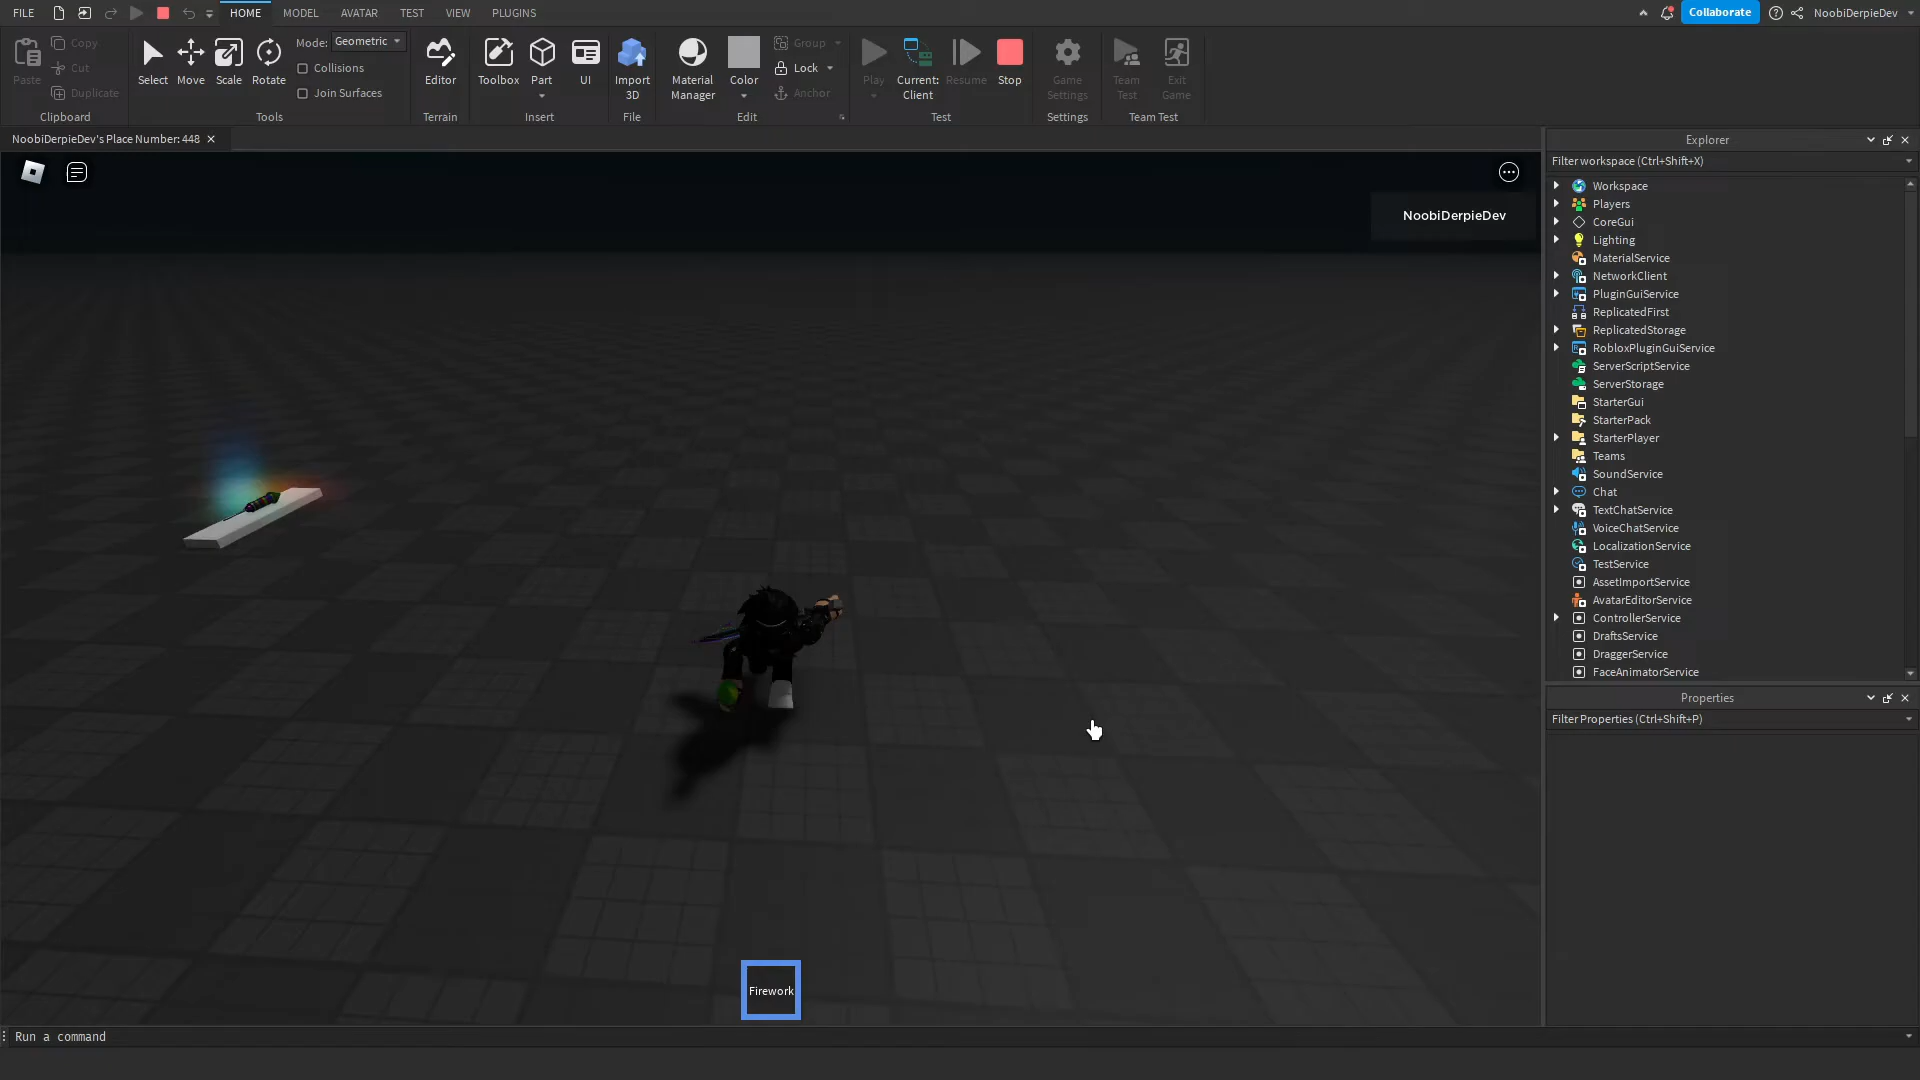 FILE HOME MODEL AVATAR TEST VIEW PLUGINS Collaborate NoobiDerpieDev
Paste Copy Cut Duplicate Clipboard
Select Move Scale Rotate Mode: Geometric Collisions Join Surfaces Tools
Editor Terrain
Toolbox Part UI Insert
Import 3D File
Material Manager Color Group Lock Anchor Edit
Play Current: Client Resume Stop Test
Game Settings Settings
Team Test Exit Game Team Test
NoobiDerpieDev's Place Number: 448
NoobiDerpieDev
Firework
Run a command
Explorer
Filter workspace (Ctrl+Shift+X)
Workspace
Players
CoreGui
Lighting
MaterialService
NetworkClient
PluginGuiService
ReplicatedFirst
ReplicatedStorage
RobloxPluginGuiService
ServerScriptService
ServerStorage
StarterGui
StarterPack
StarterPlayer
Teams
SoundService
Chat
TextChatService
VoiceChatService
LocalizationService
TestService
AssetImportService
AvatarEditorService
ControllerService
DraftsService
DraggerService
FaceAnimatorService
Properties
Filter Properties (Ctrl+Shift+P)